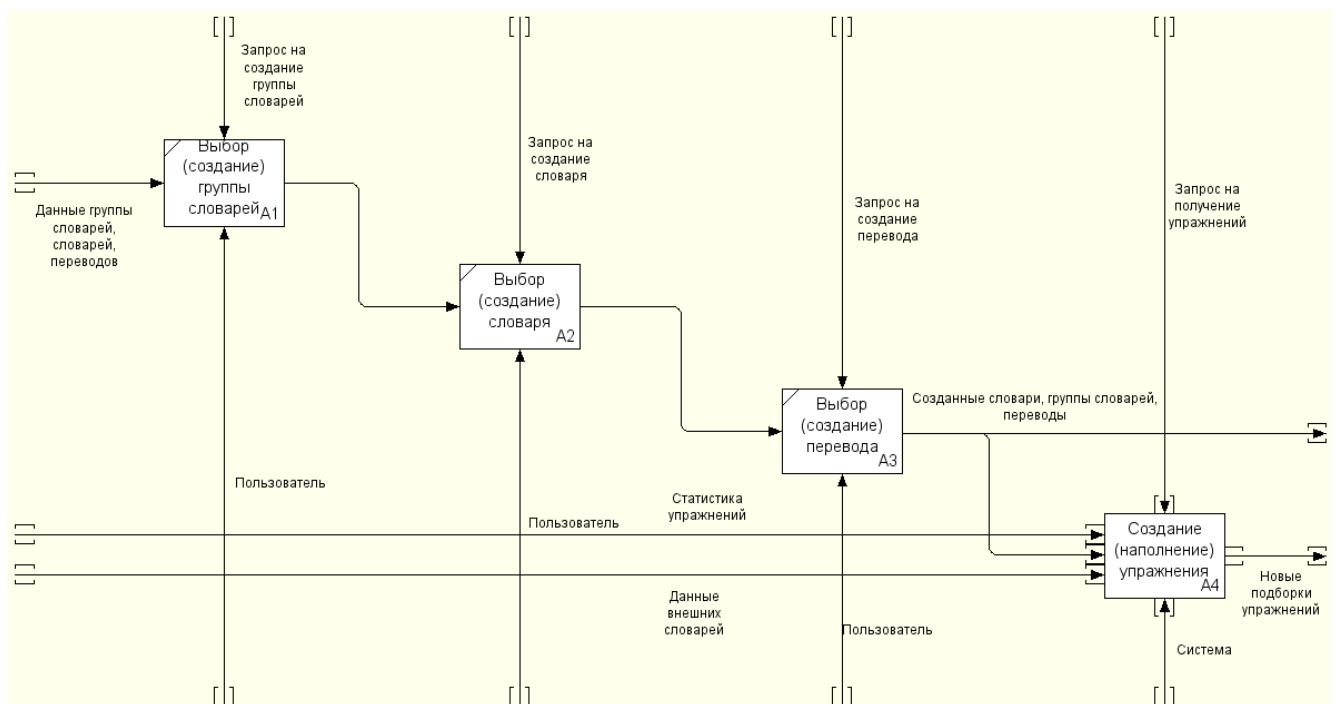 Запрос на
создание
группы
словарей
Выбор
(создание)
группы
словарей
A1
Данные группы
словарей,
словарей,
переводов
Запрос на
создание
словаря
Выбор
(создание)
словаря
A2
Запрос на
создание
перевода
Выбор
(создание)
перевода
A3
Запрос на
получение
упражнений
Созданные словари, группы словарей,
переводы
Пользователь
Статистика
упражнений
Пользователь
Создание
(наполнение)
упражнения
A4
Данные
внешних
словарей
Пользователь
Новые
подборки
упражнений
Система